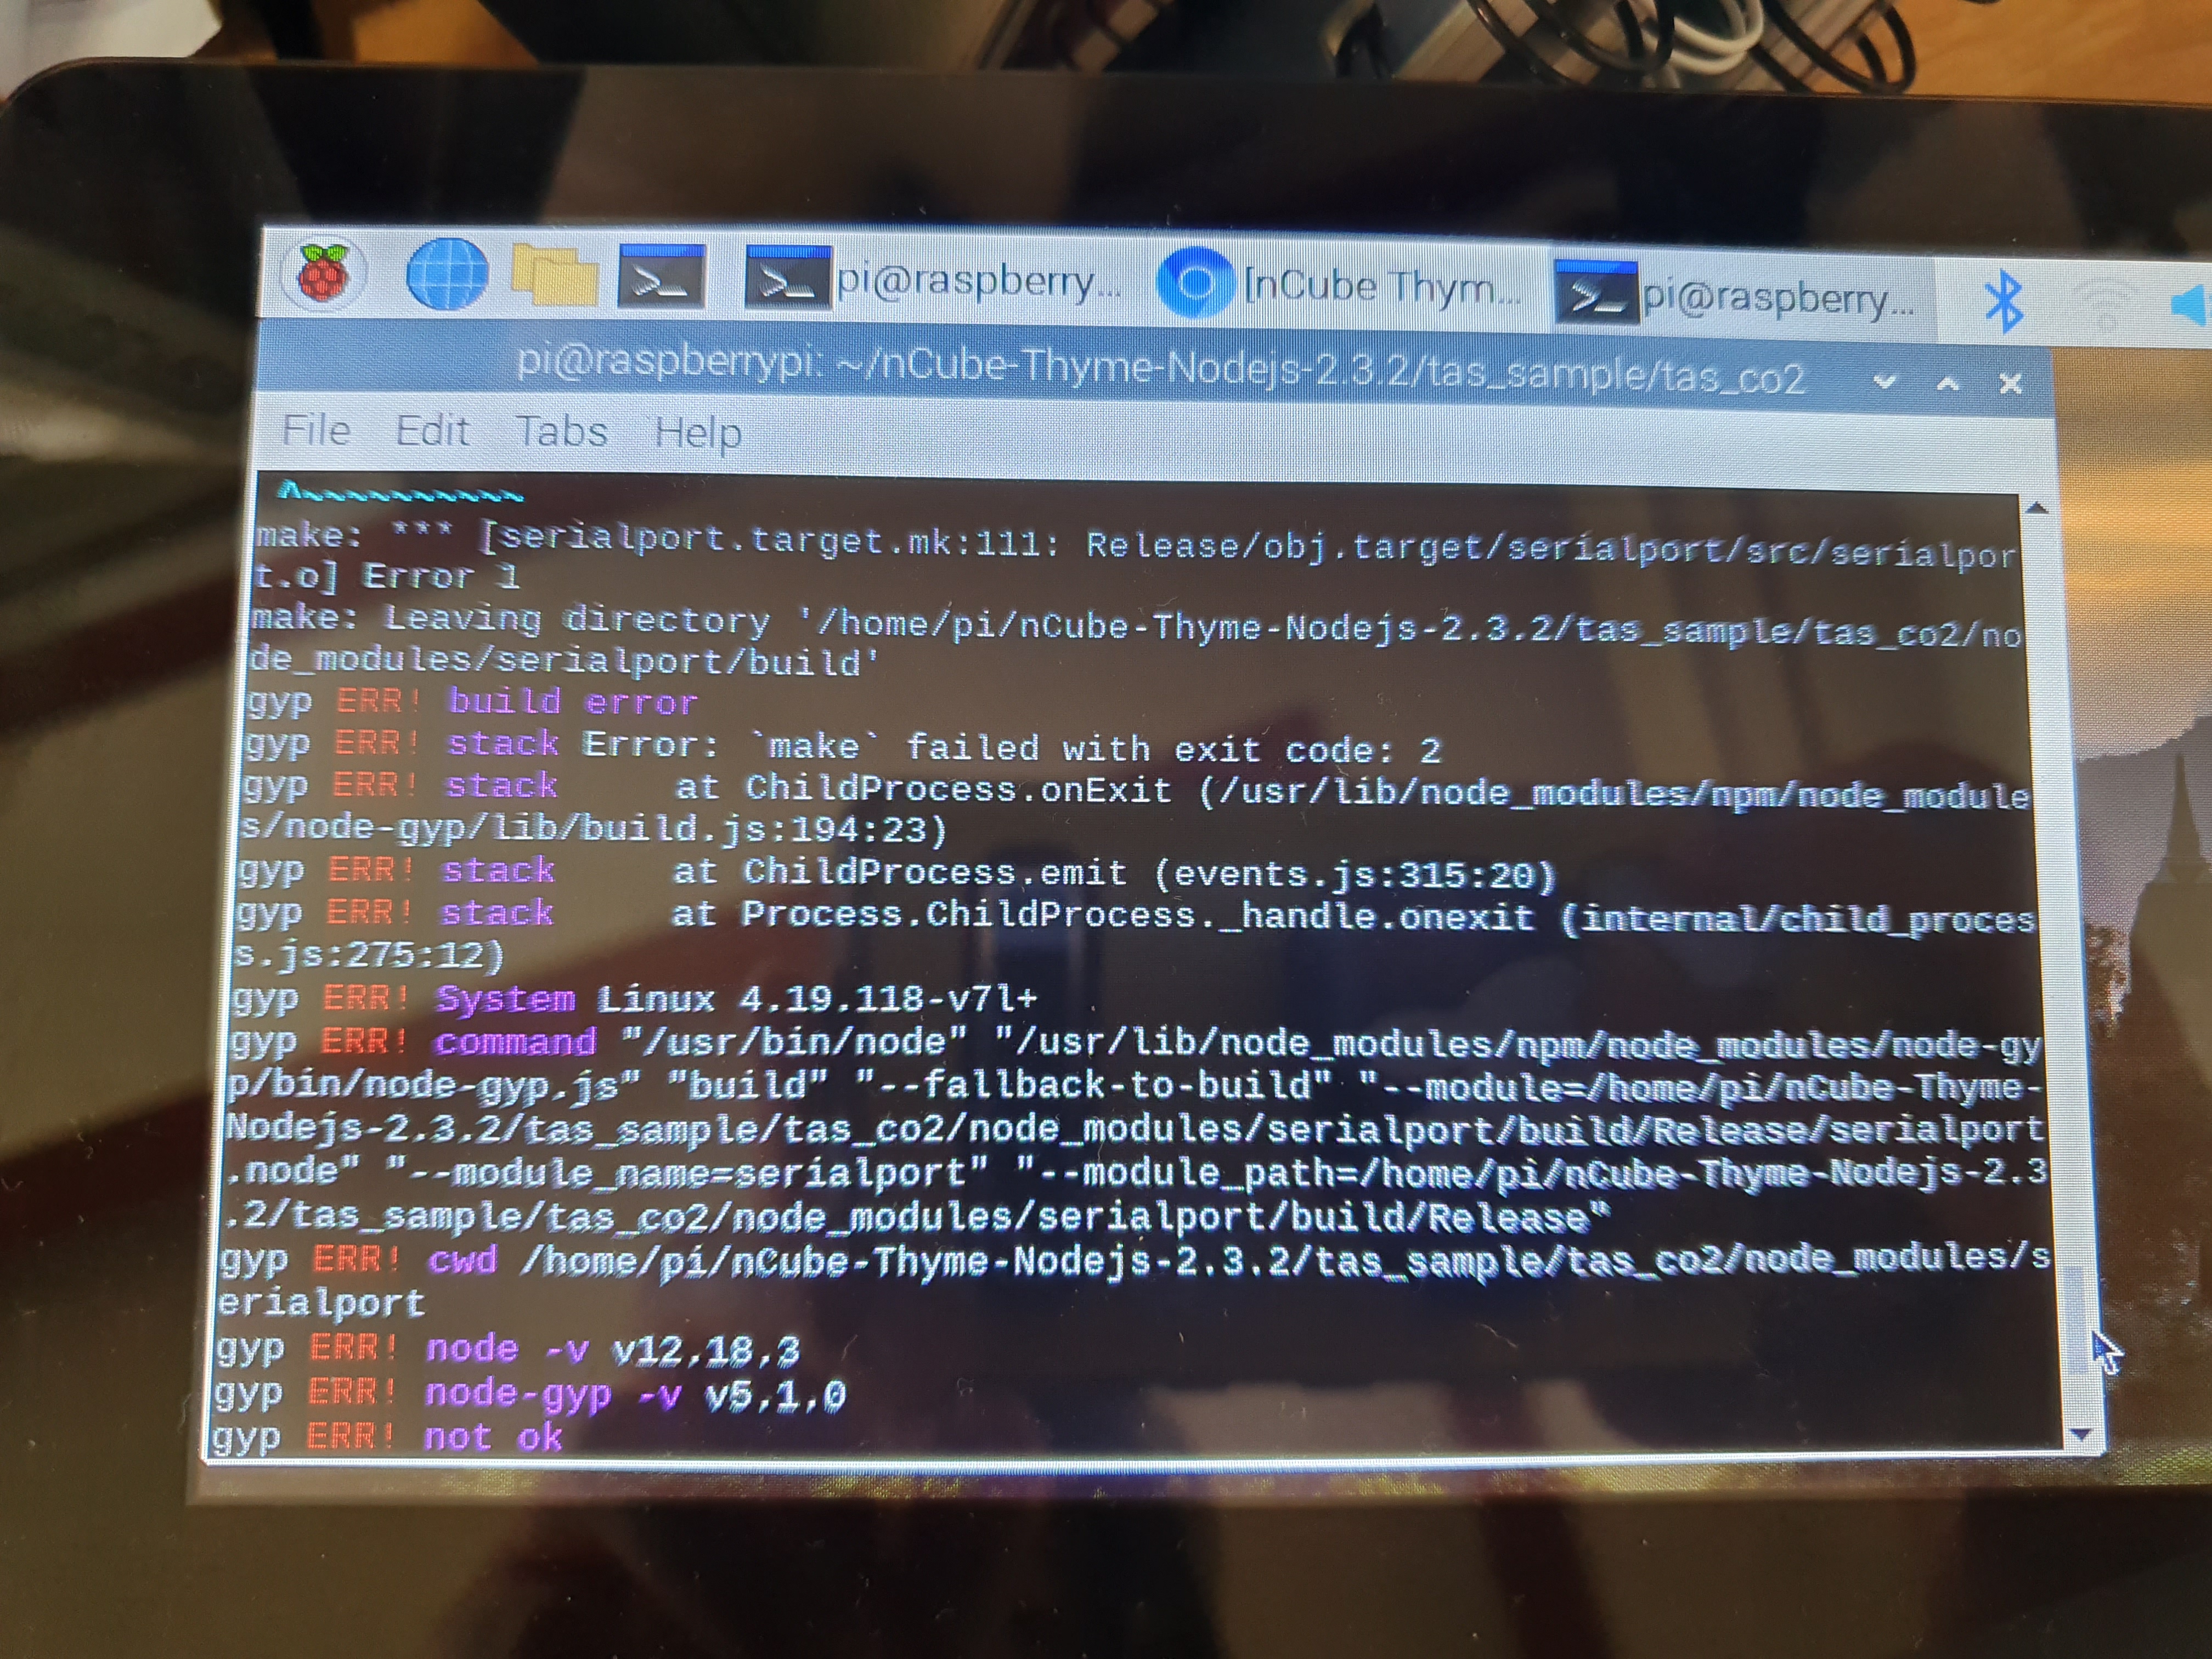 pi@raspberry...
[nCube Thym...
pi@raspberry...
pi@raspberrypi: ~/nCube-Thyme-Nodejs-2.3.2/tas_sample/tas_co2
File Edit Tabs Help
^~~~~~~~~~~
make: *** [serialport.target.mk:111: Release/obj.target/serialport/src/serialpor
t.o] Error 1
make: Leaving directory '/home/pi/nCube-Thyme-Nodejs-2.3.2/tas_sample/tas_co2/no
de_modules/serialport/build'
gyp ERR! build error
gyp ERR! stack Error: `make` failed with exit code: 2
gyp ERR! stack     at ChildProcess.onExit (/usr/lib/node_modules/npm/node_module
s/node-gyp/lib/build.js:194:23)
gyp ERR! stack     at ChildProcess.emit (events.js:315:20)
gyp ERR! stack     at Process.ChildProcess._handle.onexit (internal/child_proces
s.js:275:12)
gyp ERR! System Linux 4.19.118-v7l+
gyp ERR! command "/usr/bin/node" "/usr/lib/node_modules/npm/node_modules/node-gy
p/bin/node-gyp.js" "build" "--fallback-to-build" "--module=/home/pi/nCube-Thyme-
Nodejs-2.3.2/tas_sample/tas_co2/node_modules/serialport/build/Release/serialport
.node" "--module_name=serialport" "--module_path=/home/pi/nCube-Thyme-Nodejs-2.3
.2/tas_sample/tas_co2/node_modules/serialport/build/Release"
gyp ERR! cwd /home/pi/nCube-Thyme-Nodejs-2.3.2/tas_sample/tas_co2/node_modules/s
erialport
gyp ERR! node -v v12.18.3
gyp ERR! node-gyp -v v5.1.0
gyp ERR! not ok